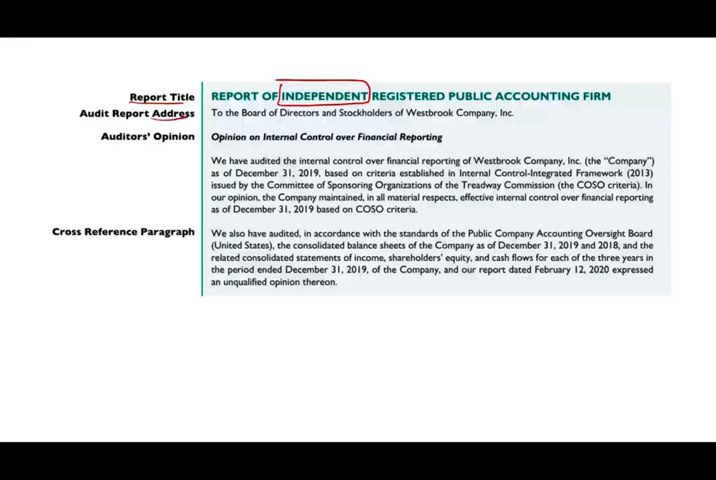 Report Title
REPORT OF INDEPENDENT REGISTERED PUBLIC ACCOUNTING FIRM
Audit Report Address
To the Board of Directors and Stockholders of Westbrook Company, Inc.
Auditors' Opinion
Opinion on Internal Control over Financial Reporting
We have audited the internal control over financial reporting of Westbrook Company, Inc. (the "Company")
as of December 31, 2019, based on criteria established in Internal Control-Integrated Framework (2013)
issued by the Committee of Sponsoring Organizations of the Treadway Commission (the COSO criteria). In
our opinion, the Company maintained, in all material respects, effective internal control over financial reporting
as of December 31, 2019 based on COSO criteria.
Cross Reference Paragraph
We also have audited, in accordance with the standards of the Public Company Accounting Oversight Board
(United States), the consolidated balance sheets of the Company as of December 31, 2019 and 2018, and the
related consolidated statements of income, shareholders' equity, and cash flows for each of the three years in
the period ended December 31, 2019, of the Company, and our report dated February 12, 2020 expressed
an unqualified opinion thereon.